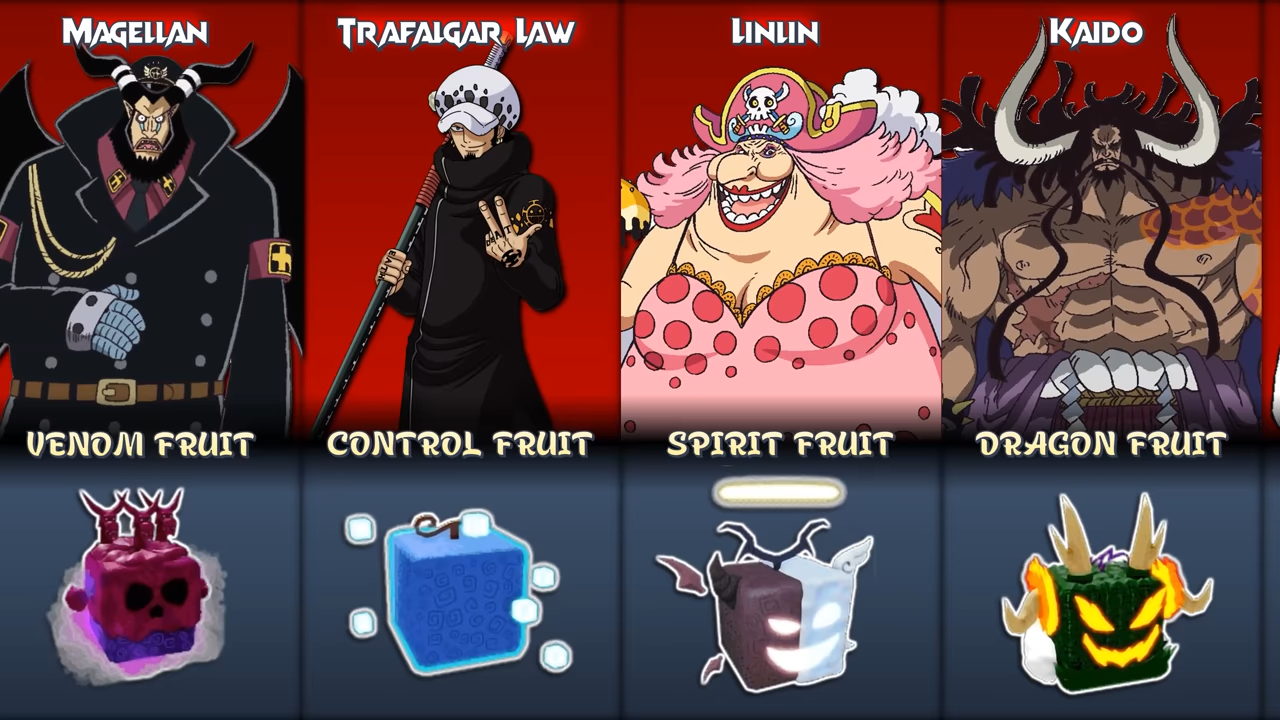 Magellan
Trafalgar Law
Linlin
Kaido
VENOM FRUIT
CONTROL FRUIT
SPIRIT FRUIT
DRAGON FRUIT